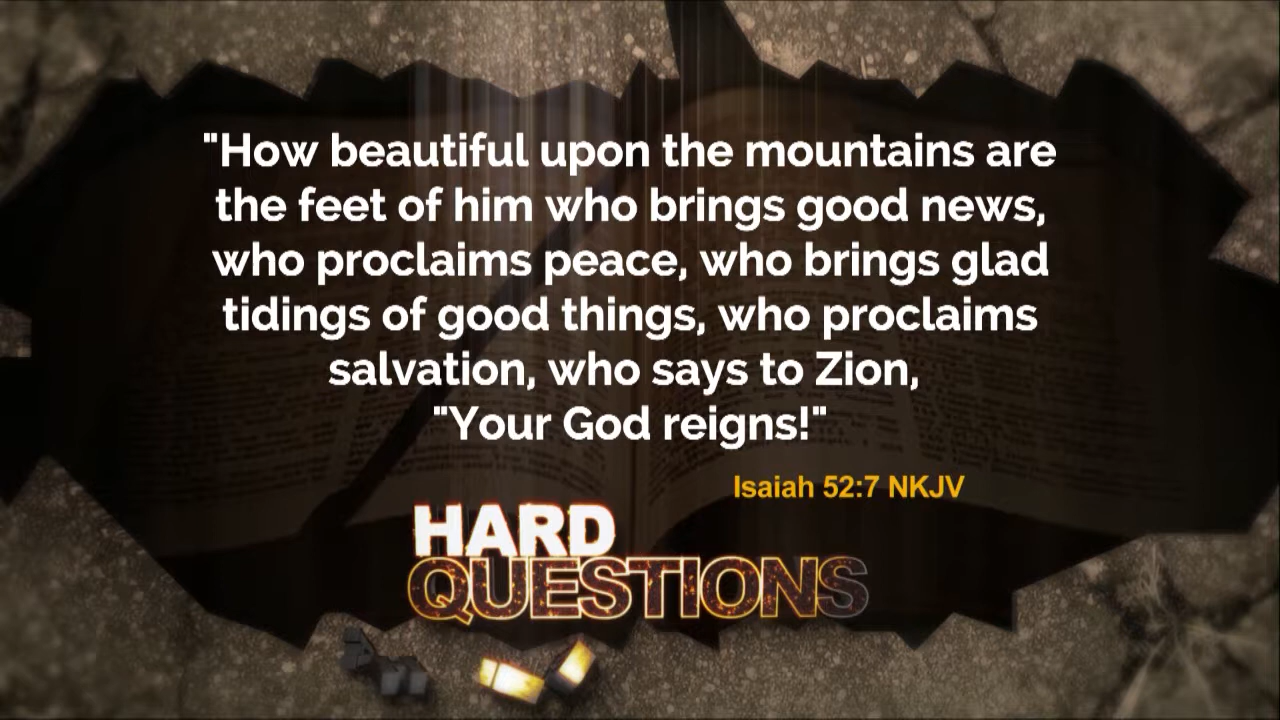 "How beautiful upon the mountains are
the feet of him who brings good news,
who proclaims peace, who brings glad
tidings of good things, who proclaims
salvation, who says to Zion,
"Your God reigns!"
Isaiah 52:7 NKJV
HARD
QUESTIONS